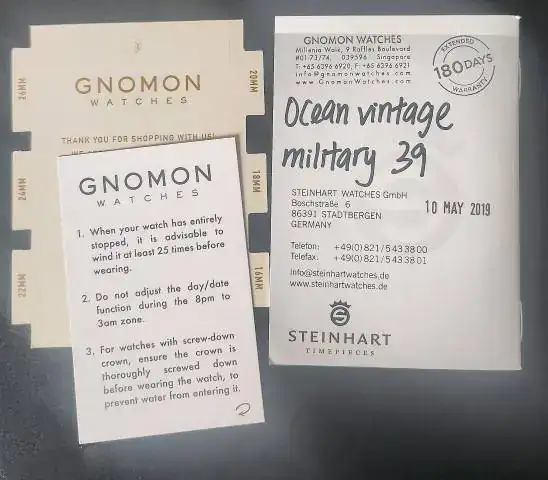 GNOMON
WATCHES
THANK YOU FOR SHOPPING WITH US!
26MM
24MM
22MM
20MM
18MM
16MM
GNOMON
WATCHES
1. When your watch has entirely
stopped, it is advisable to
wind it at least 25 times before
wearing.
2. Do not adjust the day/date
function during the 8pm to
3am zone.
3. For watches with screw-down
crown, ensure the crown is
thoroughly screwed down
before wearing the watch, to
prevent water from entering it.
GNOMON WATCHES
Millenia Walk, 9 Raffles Boulevard
#01-73/74, 039596 Singapore
T: +65 6396 6920, F: +65 6396 6921
info@gnomonwatches.com
www.GnomonWatches.com
EXTENDED
180 DAYS
WARRANTY
Ocean vintage
military 39
STEINHART WATCHES GmbH
Boschstraße 6
86391 STADTBERGEN
GERMANY
10 MAY 2019
Telefon: +49(0)821/5433800
Telefax: +49(0)821/5433801
info@steinhartwatches.de
www.steinhartwatches.de
STEINHART
TIMEPIECES